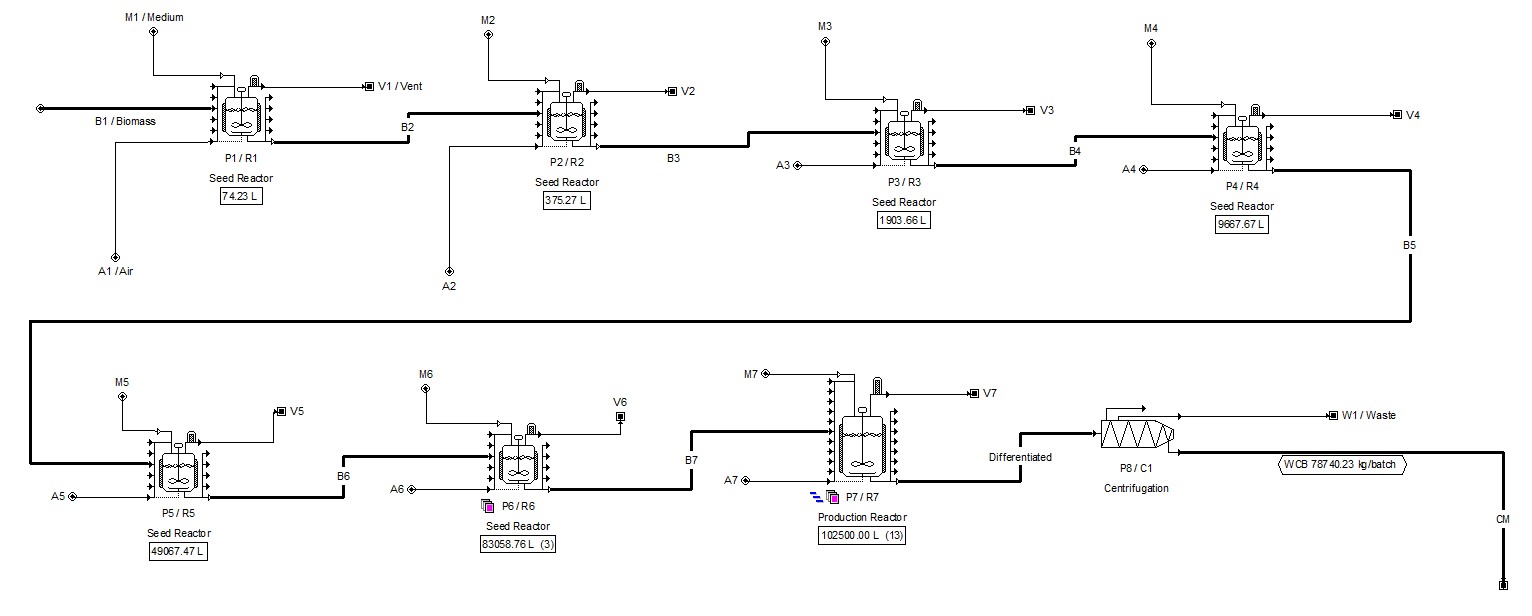 M1 / Medium
M2
M3
M4
V1 / Vent
V2
V3
V4
B1 / Biomass
B2
B3
B4
A3
A4
P1 / R1
Seed Reactor
74.23 L
P2 / R2
Seed Reactor
375.27 L
P3 / R3
Seed Reactor
1903.66 L
P4 / R4
Seed Reactor
9667.67 L
B5
A1 / Air
A2
M5
M6
M7
V5
V6
V7
W1 / Waste
B6
B7
Differentiated
WCB 78740.23 kg/batch
A5
A6
A7
P5 / R5
Seed Reactor
49067.47 L
P6 / R6
Seed Reactor
83058.76 L (3)
P7 / R7
Production Reactor
102500.00 L (13)
P8 / C1
Centrifugation
CM